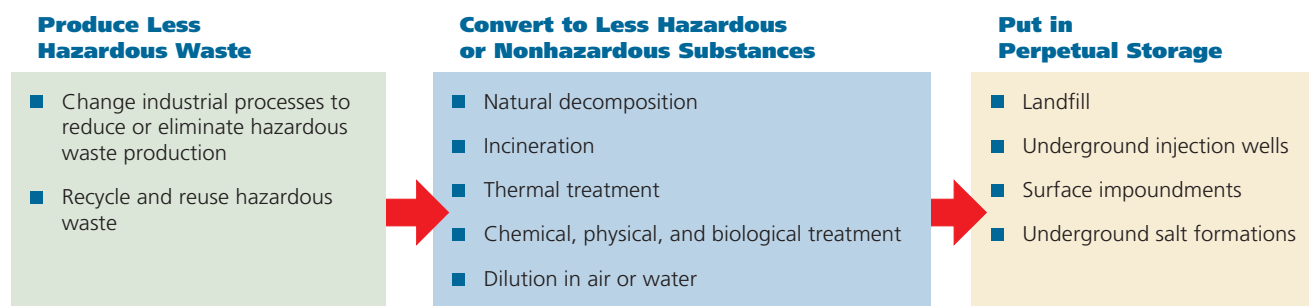 Produce Less
Hazardous Waste
Change industrial processes to
reduce or eliminate hazardous
waste production
Recycle and reuse hazardous
waste
Convert to Less Hazardous
or Nonhazardous Substances
Natural decomposition
Incineration
Thermal treatment
Chemical, physical, and biological treatment
Dilution in air or water
Put in
Perpetual Storage
Landfill
Underground injection wells
Surface impoundments
Underground salt formations